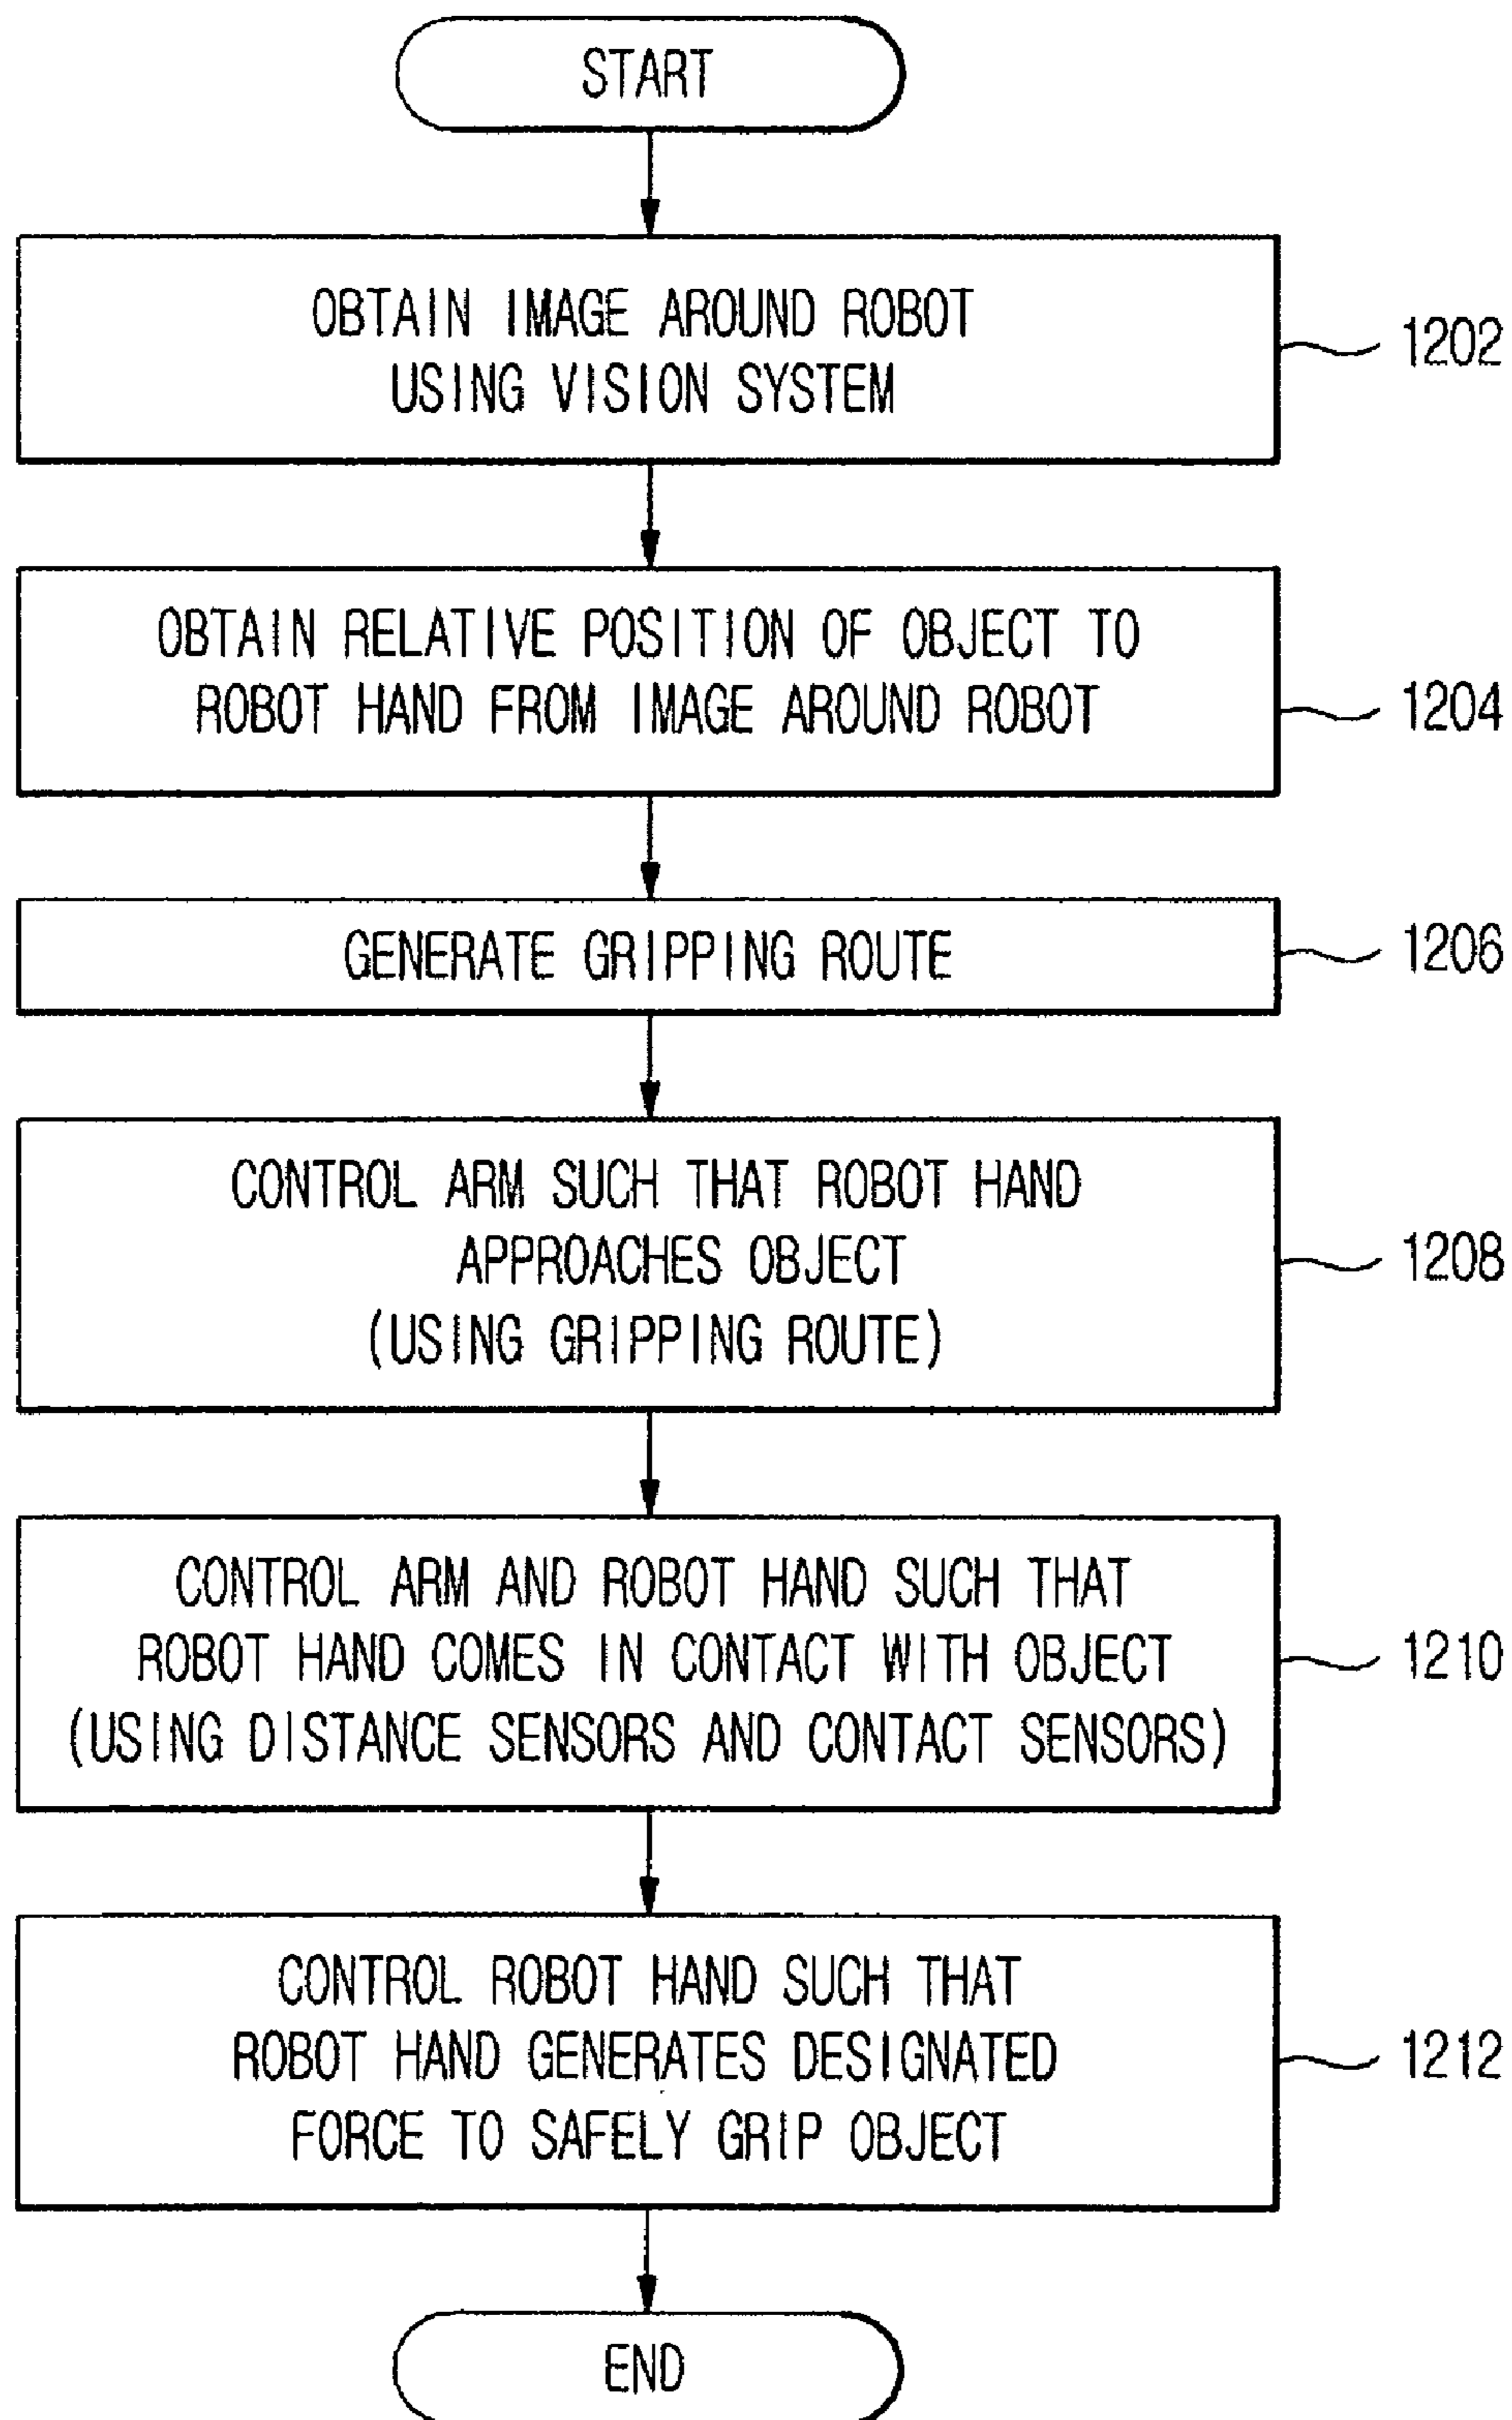 START
OBTAIN IMAGE AROUND ROBOT
USING VISION SYSTEM
1202
OBTAIN RELATIVE POSITION OF OBJECT TO
ROBOT HAND FROM IMAGE AROUND ROBOT
1204
GENERATE GRIPPING ROUTE
1206
CONTROL ARM SUCH THAT ROBOT HAND
APPROACHES OBJECT
(USING GRIPPING ROUTE)
1208
CONTROL ARM AND ROBOT HAND SUCH THAT
ROBOT HAND COMES IN CONTACT WITH OBJECT
(USING DISTANCE SENSORS AND CONTACT SENSORS)
1210
CONTROL ROBOT HAND SUCH THAT
ROBOT HAND GENERATES DESIGNATED
FORCE TO SAFELY GRIP OBJECT
1212
END